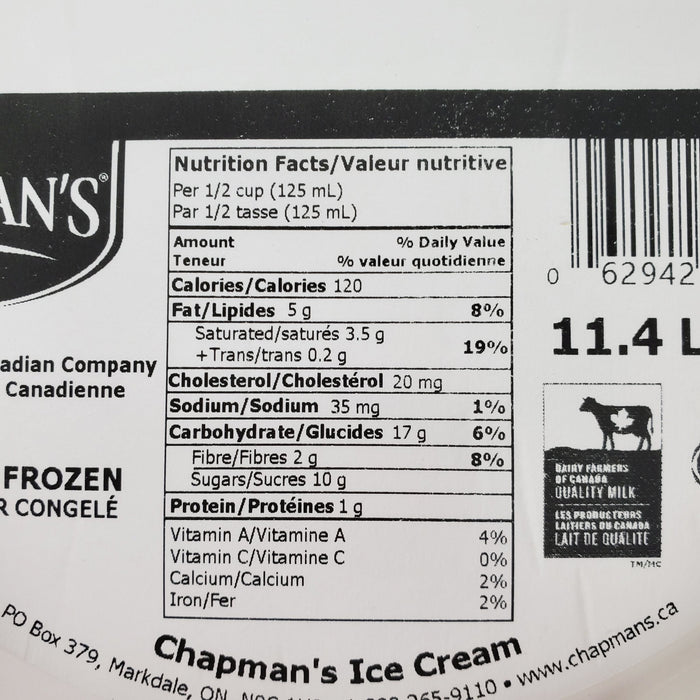 AN'S®
adian Company
Canadienne
FROZEN
R CONGELÉ
Nutrition Facts/Valeur nutritive
Per 1/2 cup (125 mL)
Par 1/2 tasse (125 mL)
Amount % Daily Value
Teneur % valeur quotidienne
Calories/Calories 120
Fat/Lipides 5 g 8%
Saturated/saturés 3.5 g
+Trans/trans 0.2 g 19%
Cholesterol/Cholestérol 20 mg
Sodium/Sodium 35 mg 1%
Carbohydrate/Glucides 17 g 6%
Fibre/Fibres 2 g 8%
Sugars/Sucres 10 g
Protein/Protéines 1 g
Vitamin A/Vitamine A 4%
Vitamin C/Vitamine C 0%
Calcium/Calcium 2%
Iron/Fer 2%
0 62942
11.4 L
DAIRY FARMERS
OF CANADA
QUALITY MILK
LES PRODUCTEURS
LAITIERS DU CANADA
LAIT DE QUALITÉ
TM/MC
Chapman's Ice Cream
PO Box 379, Markdale, ON 265-9110 • www.chapmans.ca